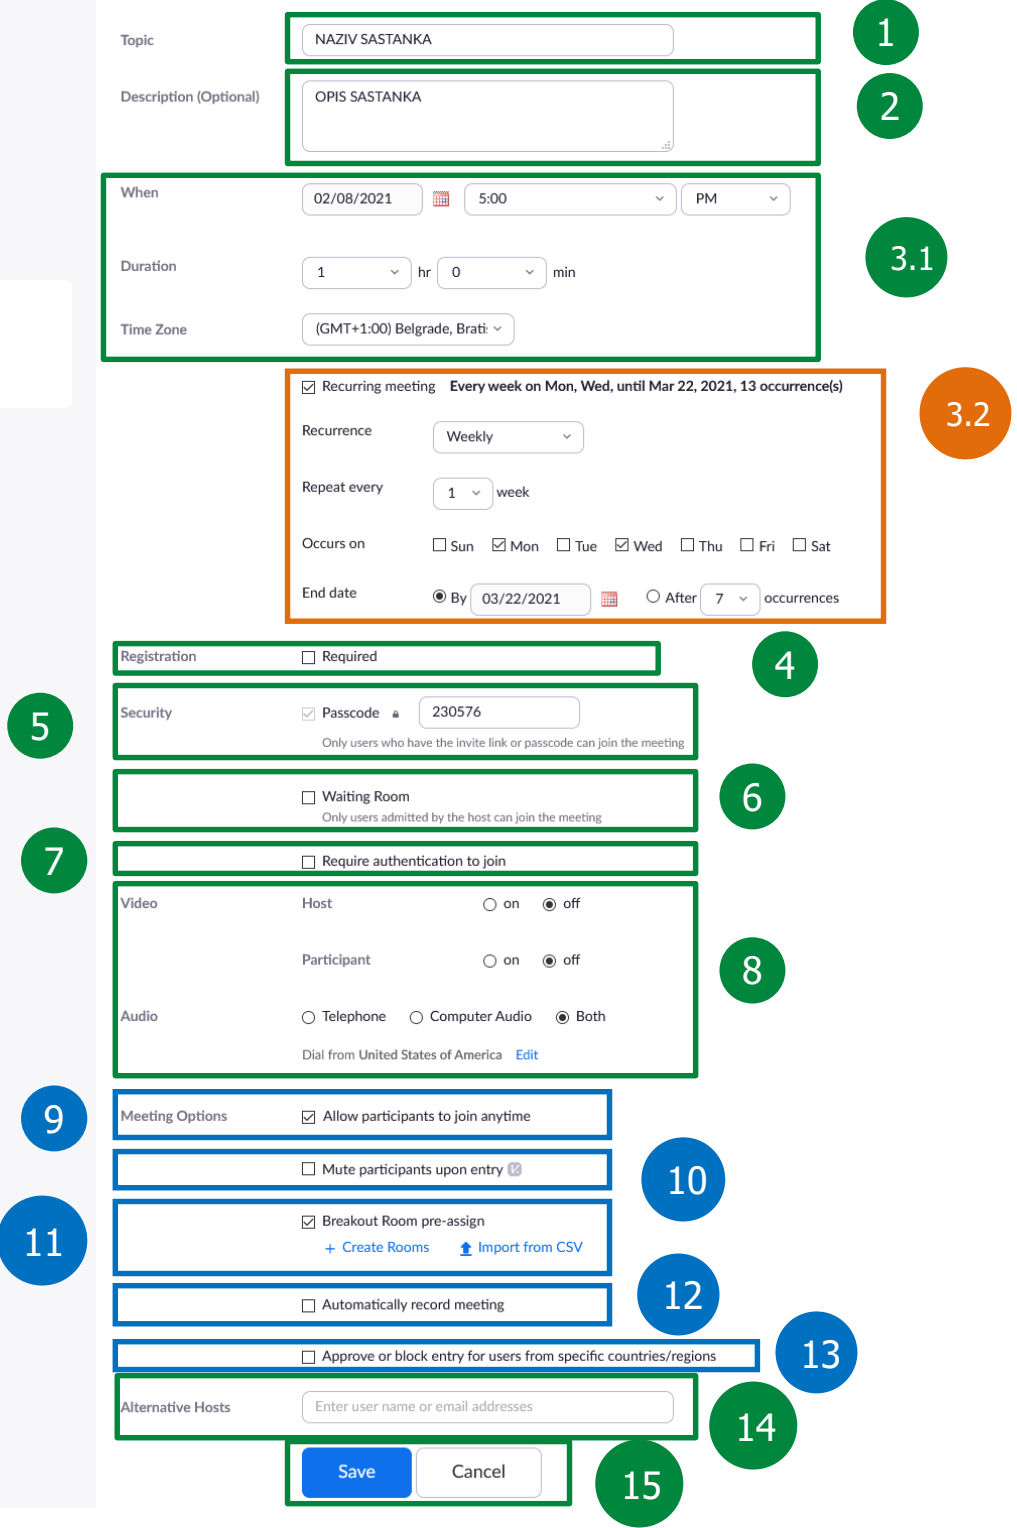 Topic NAZIV SASTANKA 1
Description (Optional) OPIS SASTANKA 2
When 02/08/2021 5:00 PM
3.1
Duration 1 hr 0 min
Time Zone (GMT+1:00) Belgrade, Brati
Recurring meeting Every week on Mon, Wed, until Mar 22, 2021, 13 occurrence(s)
3.2
Recurrence Weekly
Repeat every 1 week
Occurs on Sun Mon Tue Wed Thu Fri Sat
End date By 03/22/2021 After 7 occurrences
Registration Required 4
5 Security Passcode 230576
Only users who have the invite link or passcode can join the meeting
Waiting Room 6
Only users admitted by the host can join the meeting
7 Require authentication to join
Video Host on off
Participant on off 8
Audio Telephone Computer Audio Both
Dial from United States of America Edit
9 Meeting Options Allow participants to join anytime
Mute participants upon entry 10
11 Breakout Room pre-assign
+ Create Rooms Import from CSV
Automatically record meeting 12
Approve or block entry for users from specific countries/regions 13
Alternative Hosts Enter user name or email addresses 14
Save Cancel 15